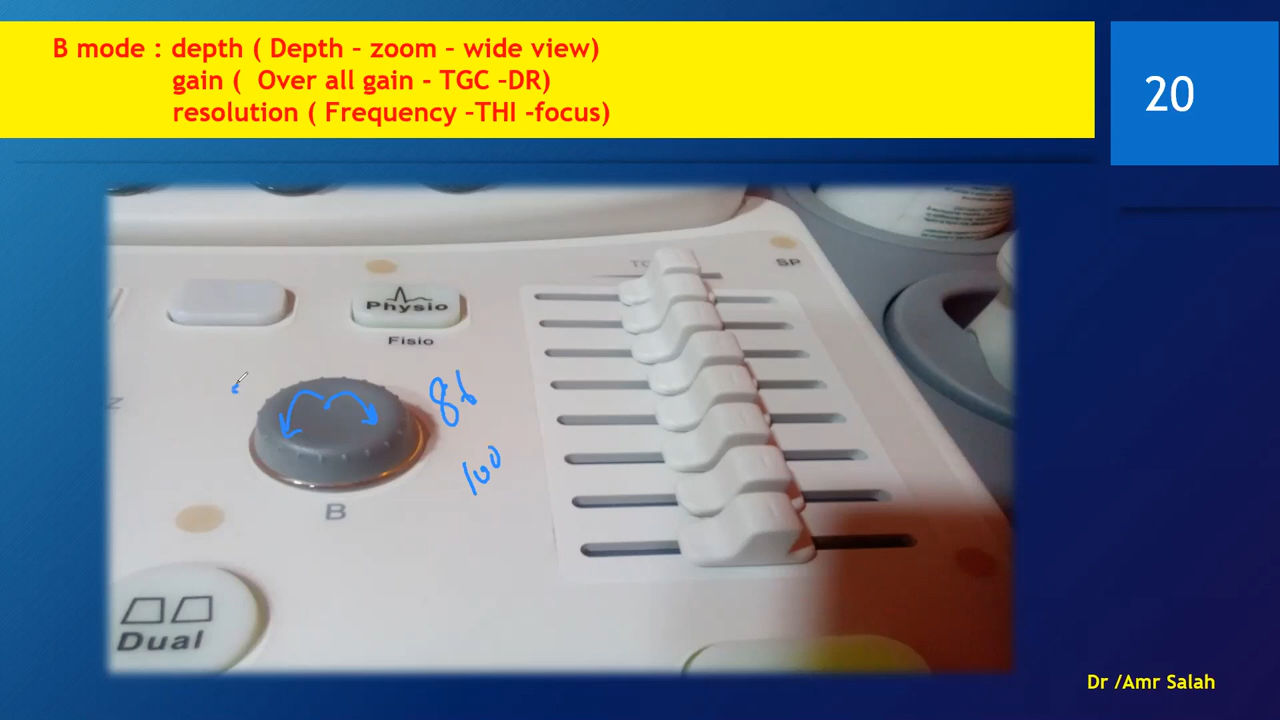 B mode : depth ( Depth – zoom – wide view)
gain (  Over all gain - TGC –DR)
resolution ( Frequency –THI -focus)
20
SP
Physio
Fisio
100
B
Dual
Dr /Amr Salah